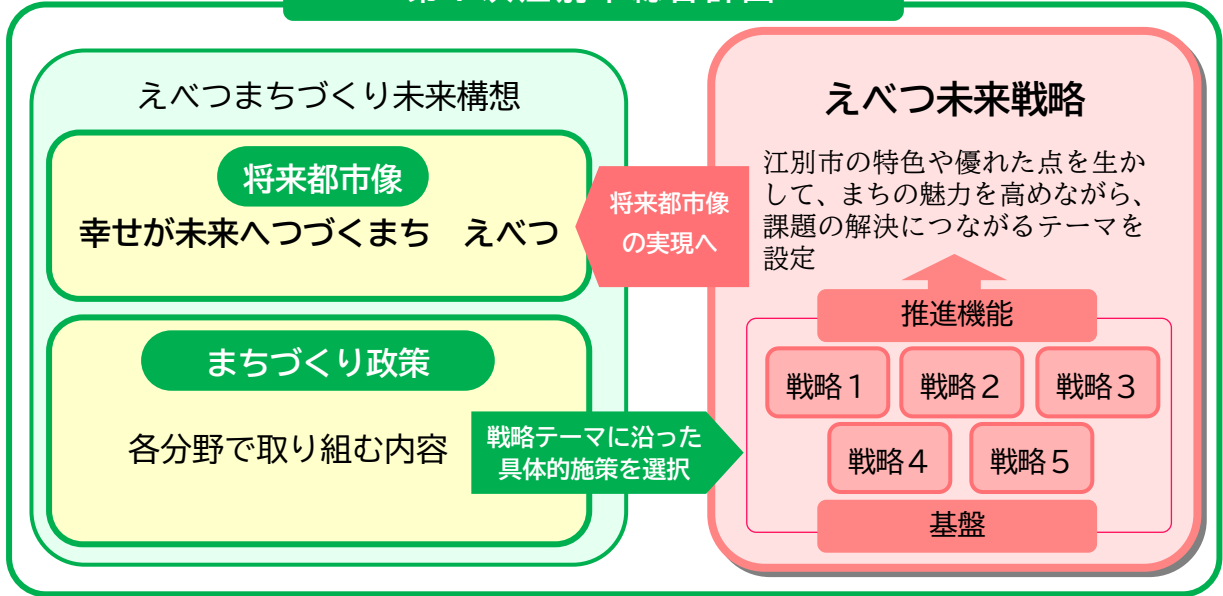 えべつまちづくり未来構想
将来都市像
幸せが未来へつづくまち　えべつ
まちづくり政策
各分野で取り組む内容
将来都市像
の実現へ
戦略テーマに沿った
具体的施策を選択
えべつ未来戦略
江別市の特色や優れた点を生か
して、まちの魅力を高めながら、
課題の解決につながるテーマを
設定
推進機能
戦略１
戦略２
戦略３
戦略４
戦略５
基盤